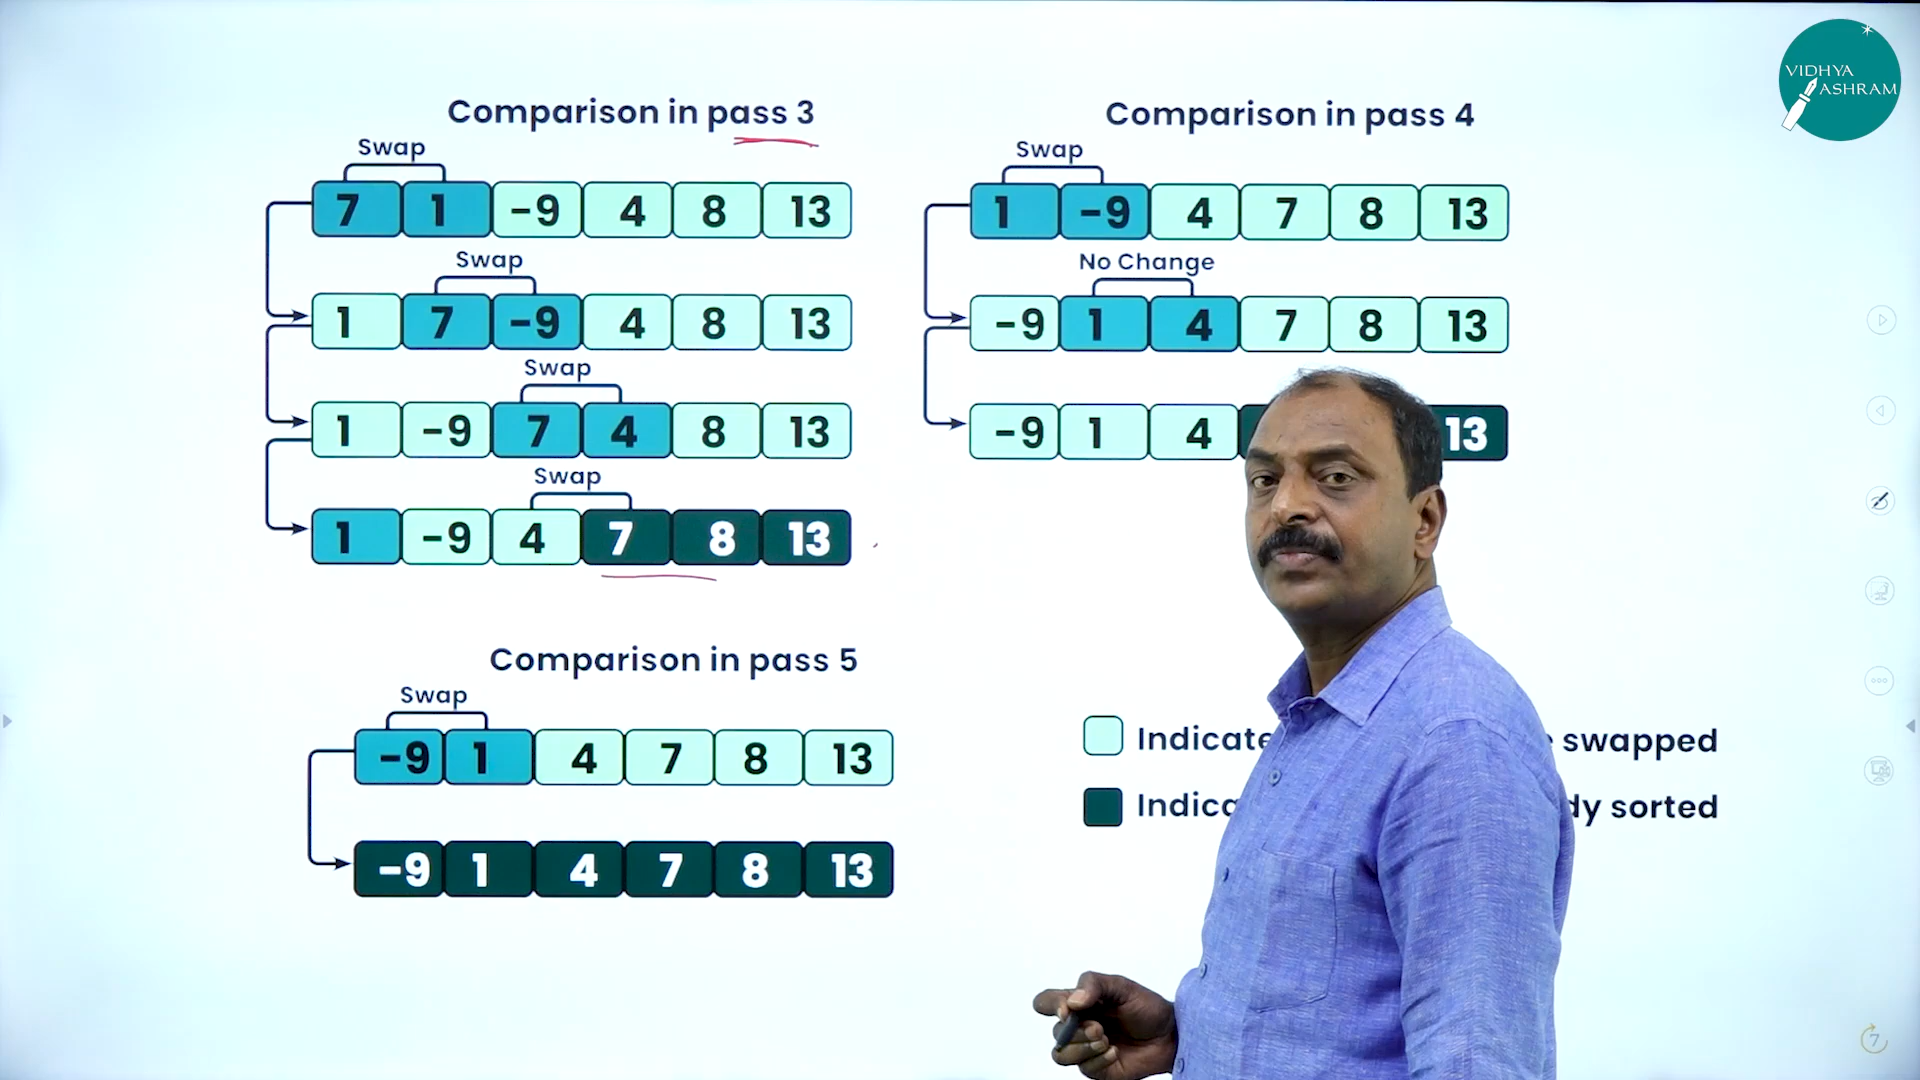 VIDHYA
ASHRAM
Comparison in pass 3
Swap
7 1 -9 4 8 13
Swap
1 7 -9 4 8 13
Swap
1 -9 7 4 8 13
Swap
1 -9 4 7 8 13
Comparison in pass 4
Swap
1 -9 4 7 8 13
No Change
-9 1 4 7 8 13
-9 1 4 13
Comparison in pass 5
Swap
-9 1 4 7 8 13
-9 1 4 7 8 13
swapped
sorted
7